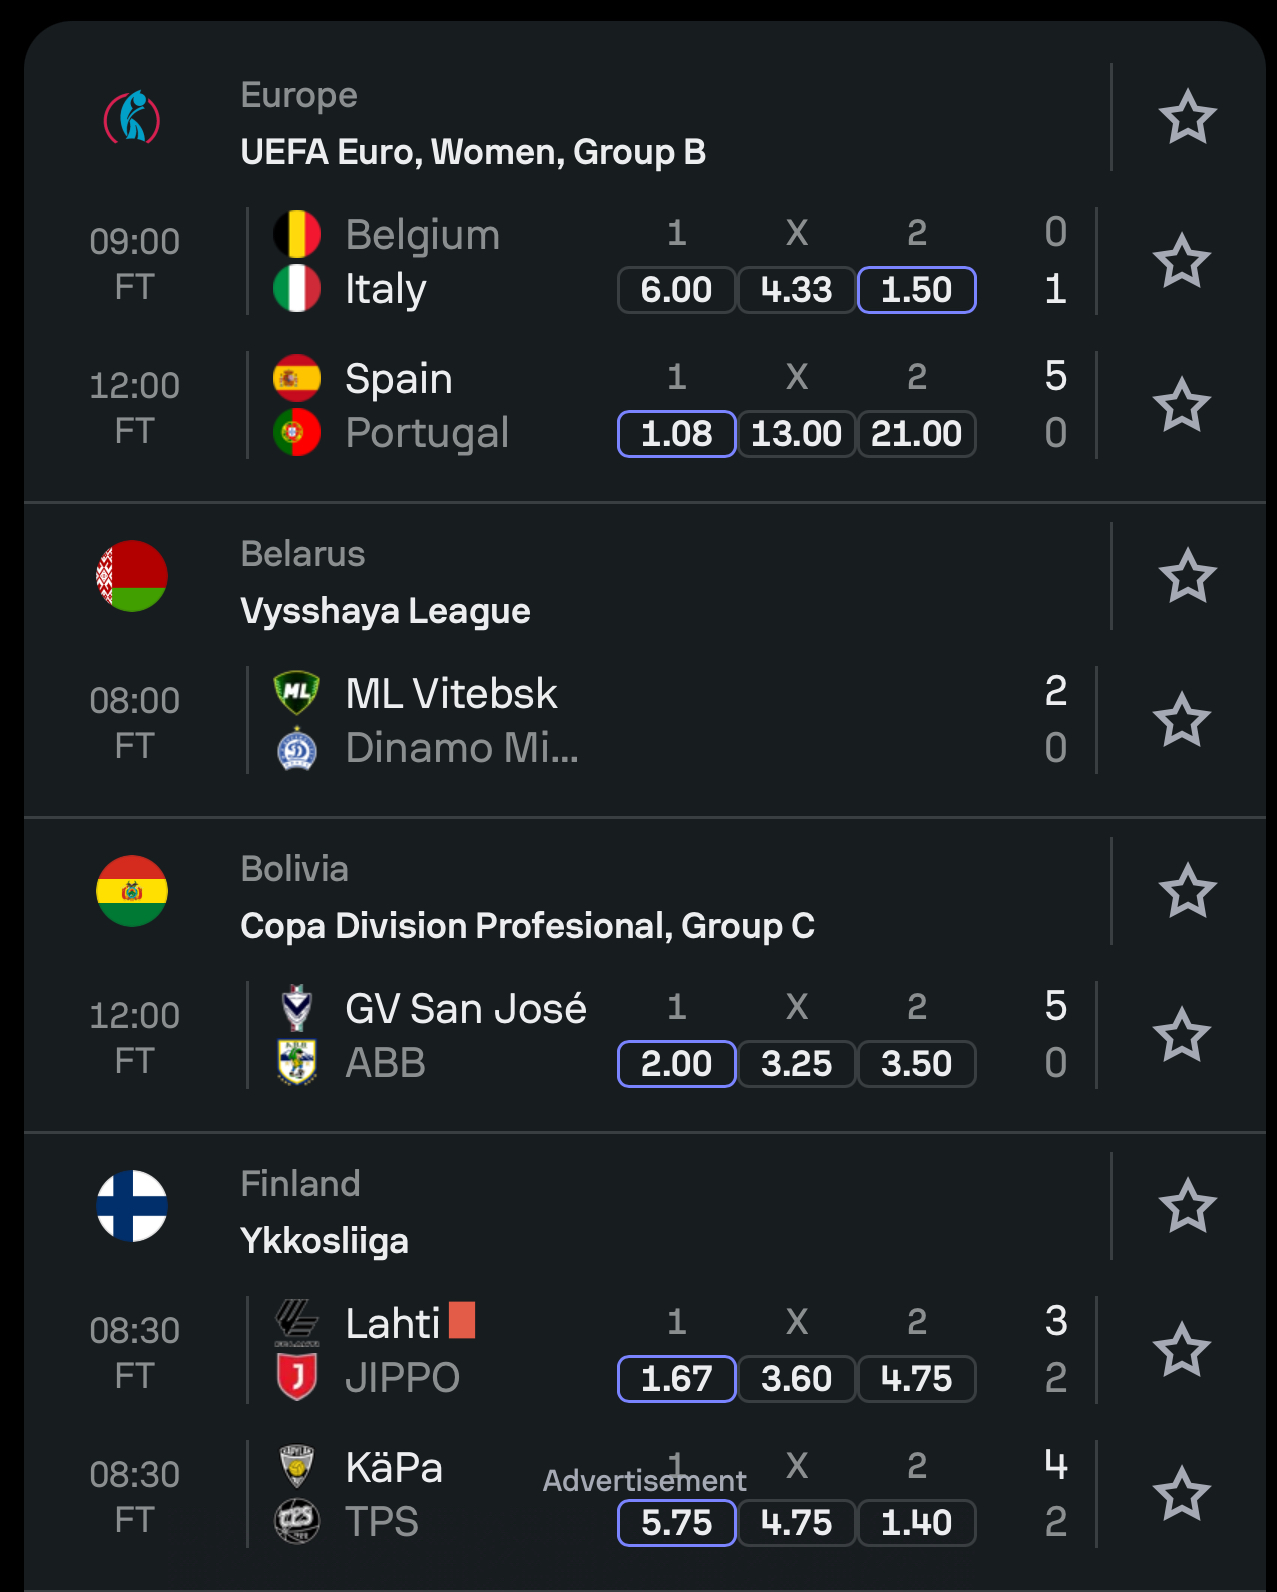 Europe
UEFA Euro, Women, Group B
09:00
FT
Belgium 1 X 2 0
Italy 6.00 4.33 1.50 1
12:00
FT
Spain 1 X 2 5
Portugal 1.08 13.00 21.00 0
Belarus
Vysshaya League
08:00
FT
ML
ML Vitebsk 2
Dinamo Mi... 0
Bolivia
Copa Division Profesional, Group C
12:00
FT
GV San José 1 X 2 5
ABB 2.00 3.25 3.50 0
Finland
Ykkosliiga
08:30
FT
Lahti 1 X 2 3
J
JIPPO 1.67 3.60 4.75 2
08:30
FT
KäPa 1 X 2 4
Advertisement
TPS
TPS 5.75 4.75 1.40 2